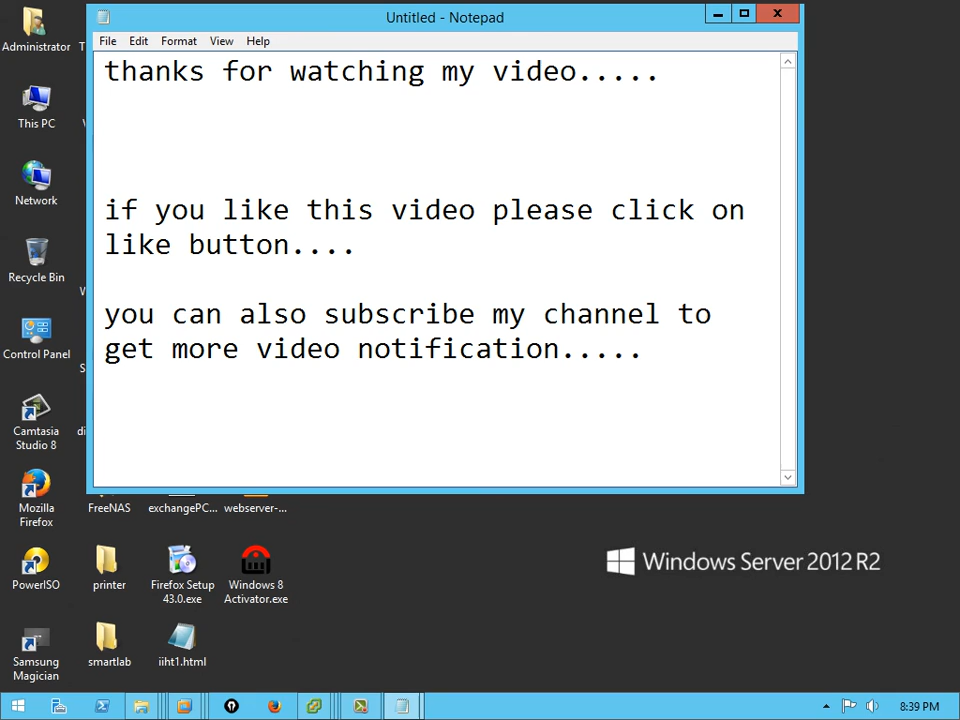 Untitled - Notepad
File Edit Format View Help
thanks for watching my video.....
if you like this video please click on
like button....
you can also subscribe my channel to
get more video notification.....
Administrator
This PC
Network
Recycle Bin
Control Panel
Camtasia
Studio 8
Mozilla
Firefox
FreeNAS
exchangePC...
webserver-...
PowerISO
printer
Firefox Setup
43.0.exe
Windows 8
Activator.exe
Samsung
Magician
smartlab
iiht1.html
Windows Server 2012 R2
8:39 PM